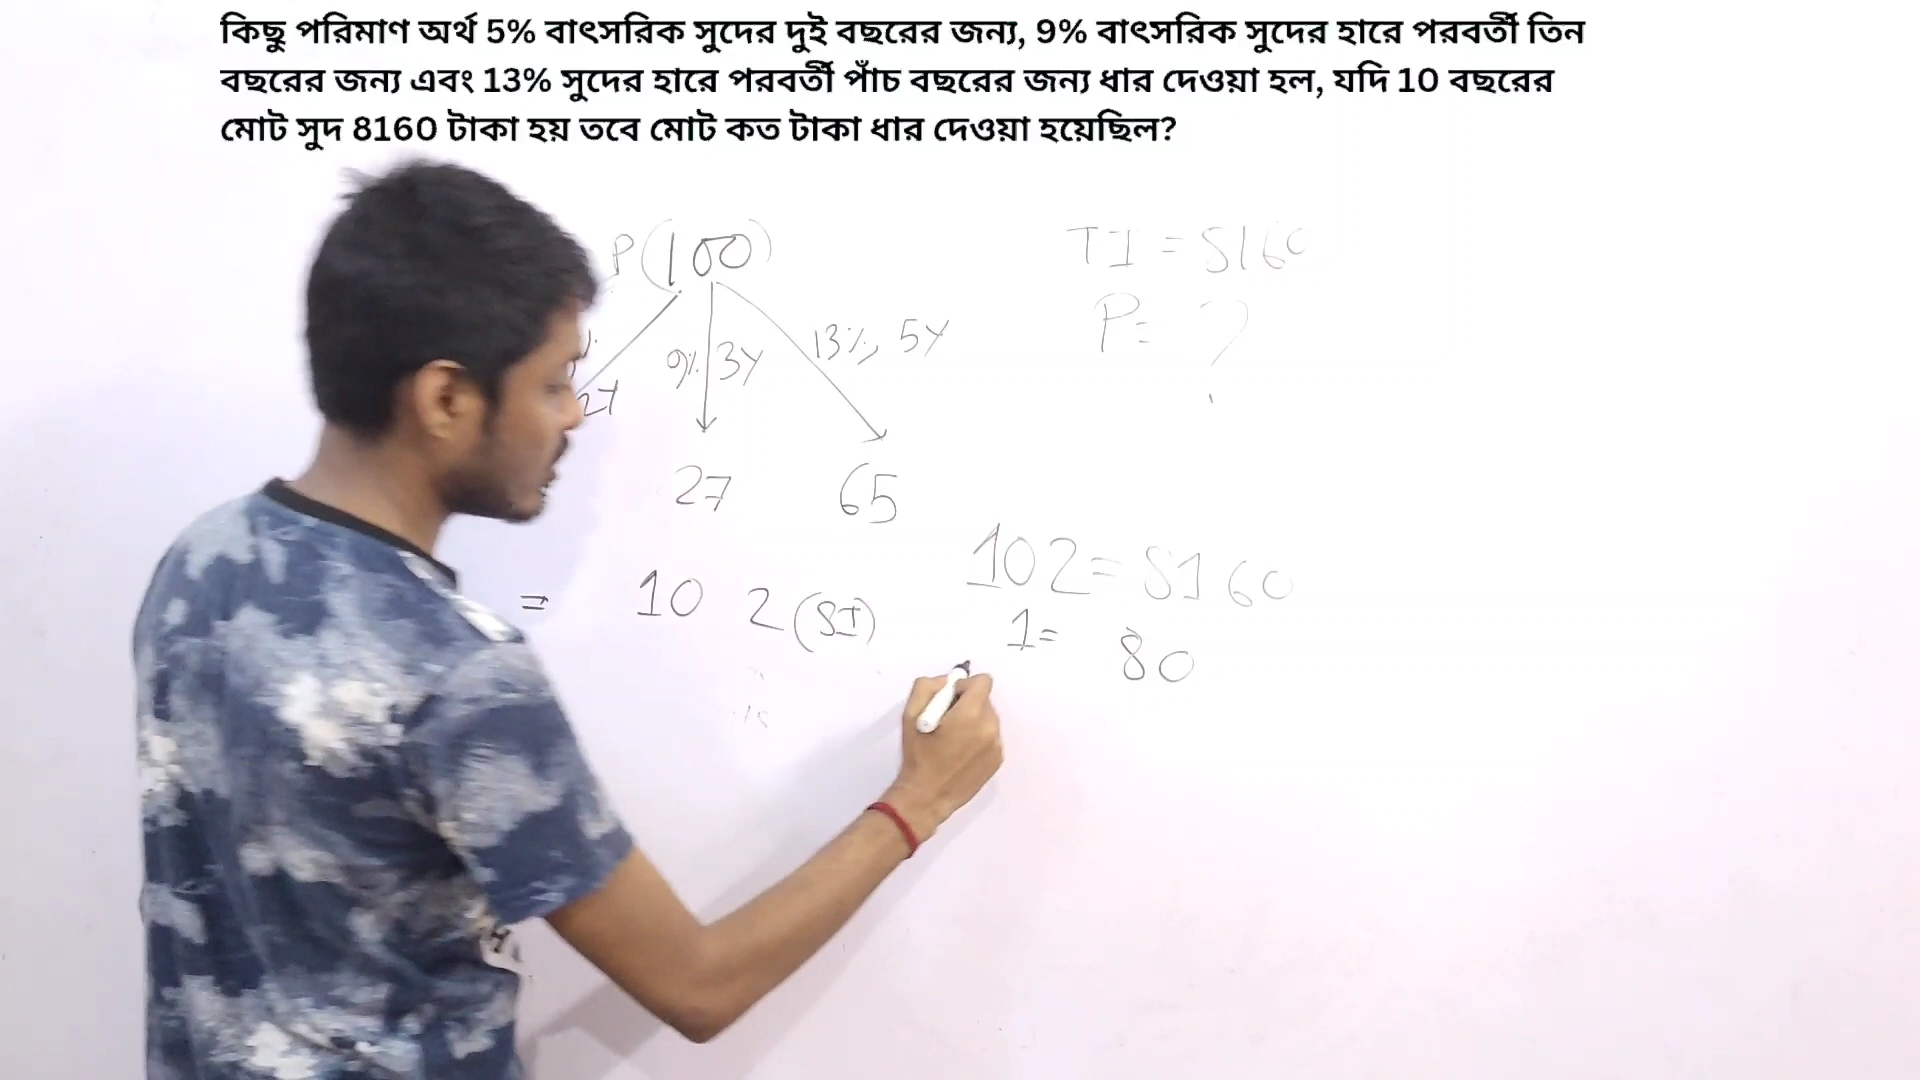 কিছু পরিমাণ অর্থ 5% বাৎসরিক সুদের দুই বছরের জন্য, 9% বাৎসরিক সুদের হারে পরবর্তী তিন
বছরের জন্য এবং 13% সুদের হারে পরবর্তী পাঁচ বছরের জন্য ধার দেওয়া হল, যদি 10 বছরের
মোট সুদ 8160 টাকা হয় তবে মোট কত টাকা ধার দেওয়া হয়েছিল?
P(100)
TI = 8160
P = ?
9% 3Y
13%, 5Y
2Y
27
65
102 = 8160
= 102 (SI)
1 = 80